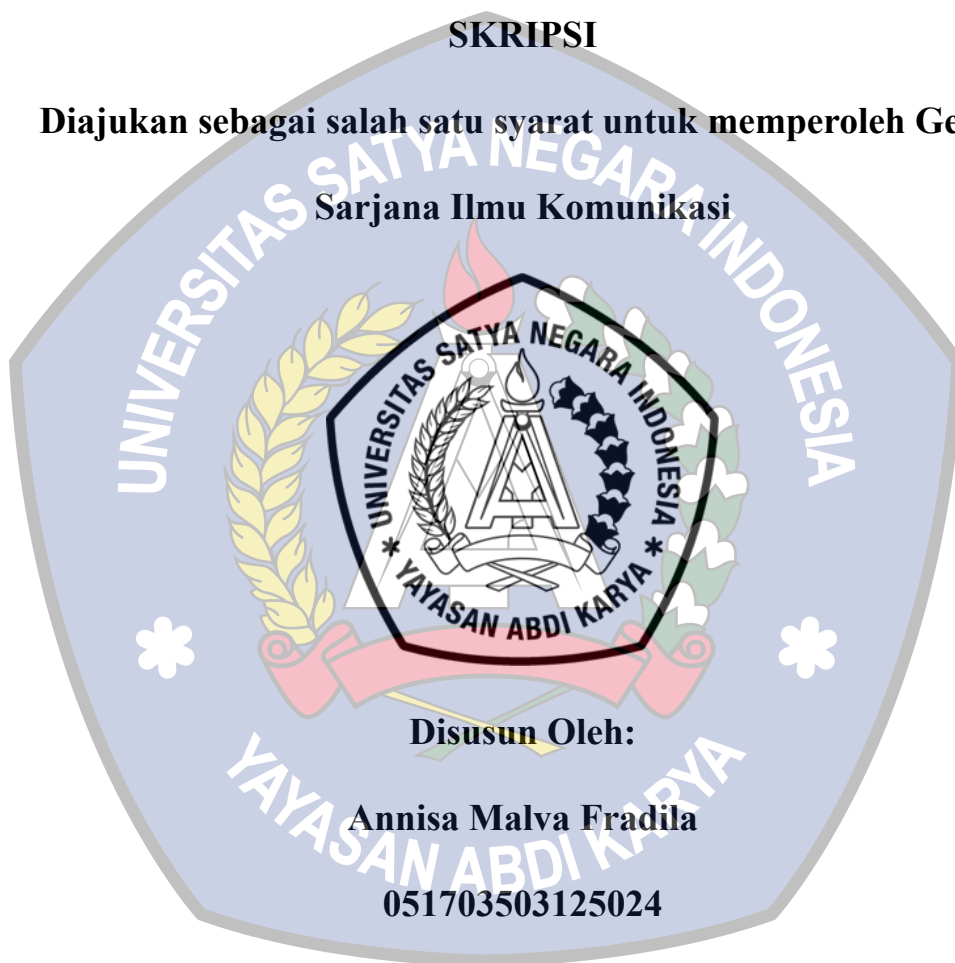 SKRIPSI
Diajukan sebagai salah satu syarat untuk memperoleh Ge
Sarjana Ilmu Komunikasi
UNIVERSITAS SATYA NEGARA INDONESIA
YAYASAN ABDI KARYA
UNIVERSITAS SATYA NEGARA INDONESIA
YAYASAN ABDI KARYA
Disusun Oleh:
Annisa Malva Fradila
051703503125024